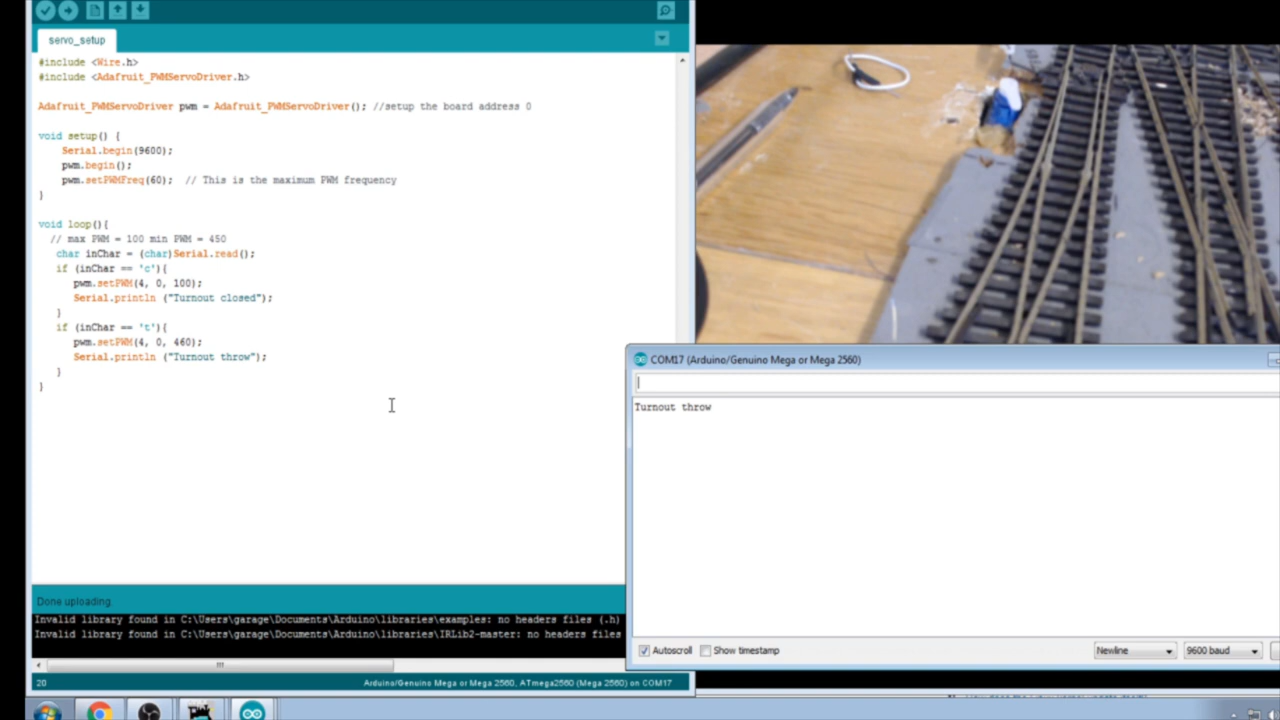 servo_setup
#include <Wire.h>
#include <Adafruit_PWMServoDriver.h>
Adafruit_PWMServoDriver pwm = Adafruit_PWMServoDriver(); //setup the board address 0
void setup() {
Serial.begin(9600);
pwm.begin();
pwm.setPWMFreq(60);  // This is the maximum PWM frequency
}
void loop(){
// max PWM = 100 min PWM = 450
char inChar = (char)Serial.read();
if (inChar == 'c'){
pwm.setPWM(4, 0, 100);
Serial.println ("Turnout closed");
}
if (inChar == 't'){
pwm.setPWM(4, 0, 460);
Serial.println ("Turnout throw");
}
}
Done uploading.
Invalid library found in C:\Users\garage\Documents\Arduino\libraries\examples: no headers files (.h)
Invalid library found in C:\Users\garage\Documents\Arduino\libraries\IRLib2-master: no headers files
20
Arduino/Genuino Mega or Mega 2560, ATmega2560 (Mega 2560) on COM17
COM17 (Arduino/Genuino Mega or Mega 2560)
Turnout throw
Autoscroll
Show timestamp
Newline
9600 baud